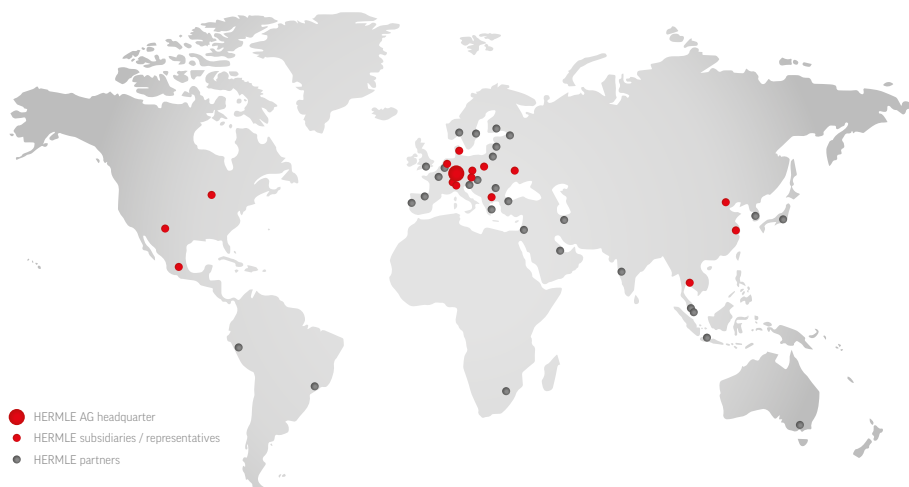 HERMLE AG headquarter
HERMLE subsidiaries / representatives
HERMLE partners